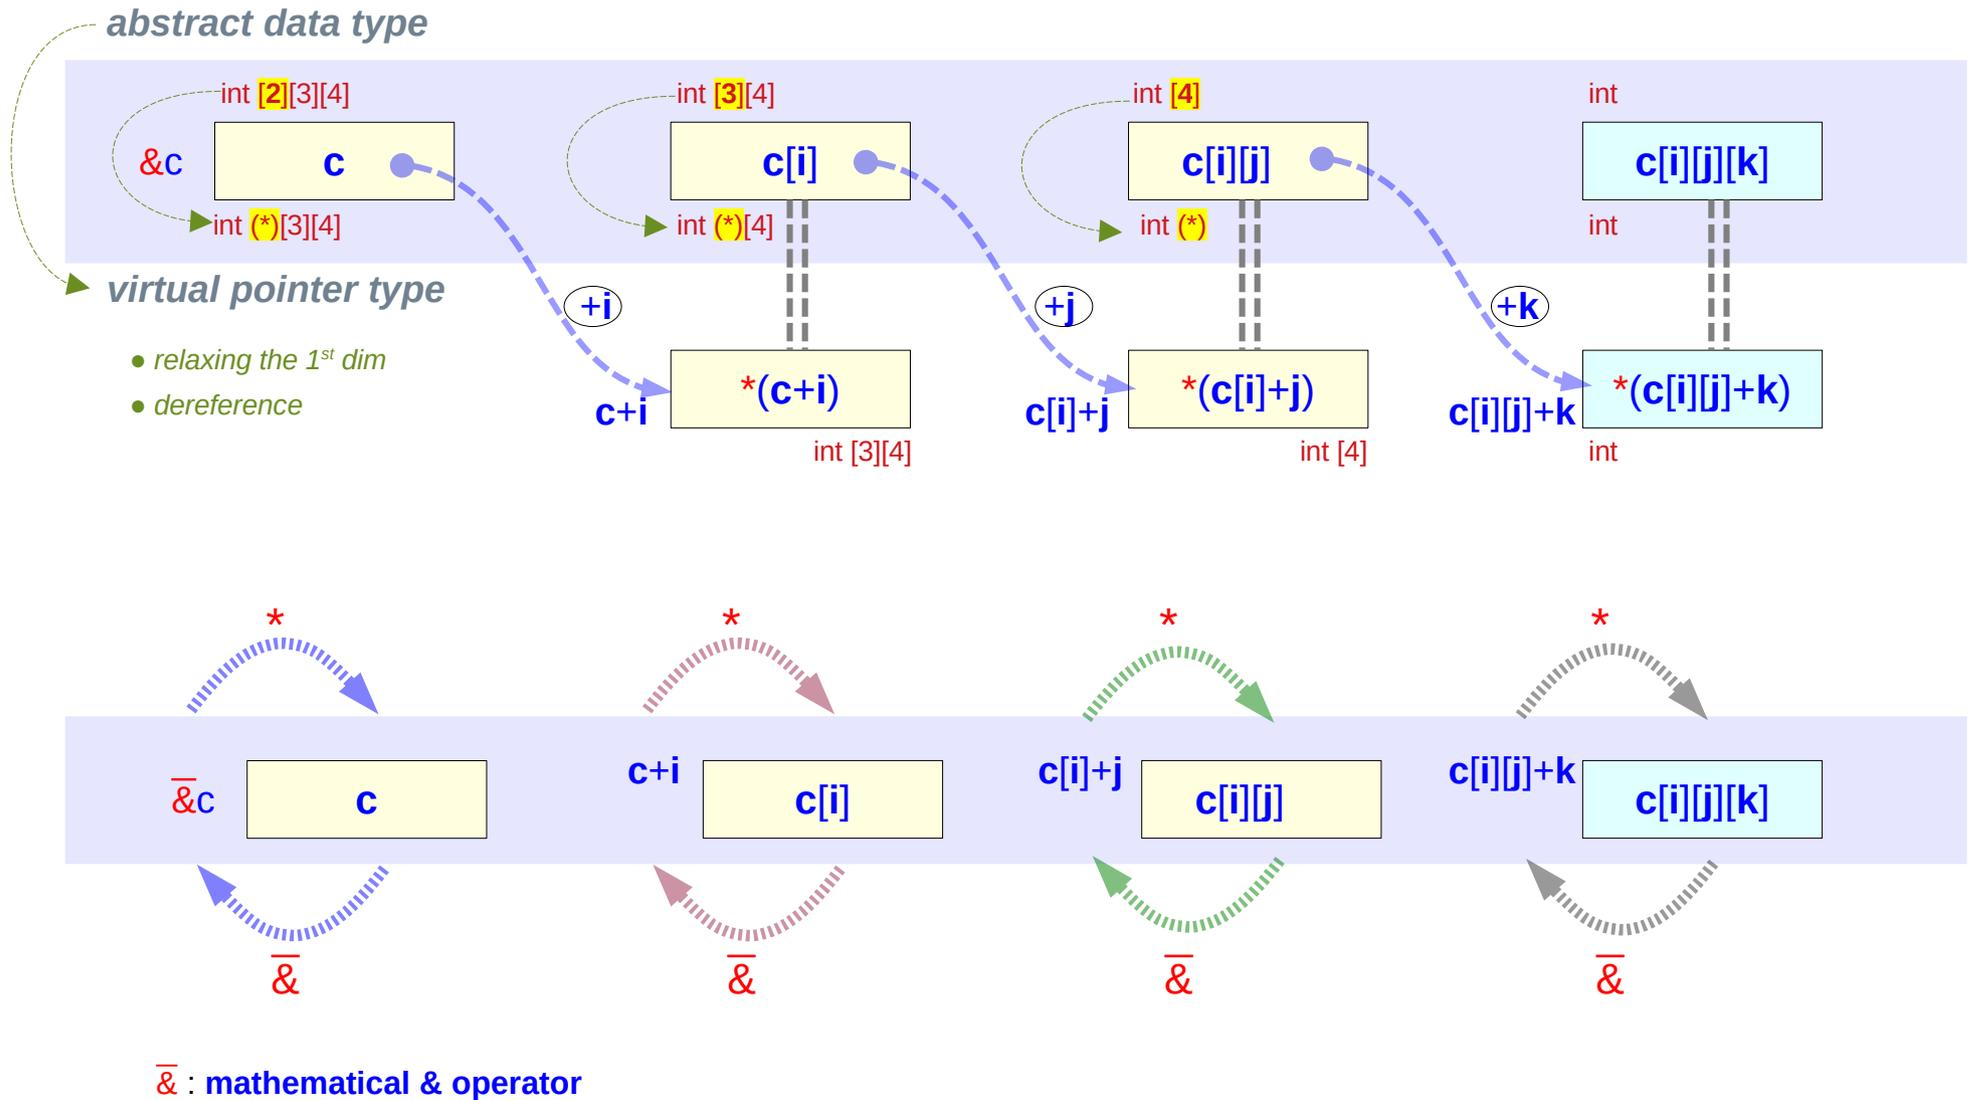 abstract data type
int [2][3][4] int [3][4] int [4] int
&c c c[i] c[i][j] c[i][j][k]
int (*)[3][4] int (*)[4] int (*) int
virtual pointer type
+i +j +k
● relaxing the 1st dim
*(c+i) *(c[i]+j) *(c[i][j]+k)
● dereference
c+i c[i]+j c[i][j]+k
int [3][4] int [4] int
* * * *
c+i c[i]+j c[i][j]+k
&̅c c c[i] c[i][j] c[i][j][k]
&̅ &̅ &̅ &̅
&̅ : mathematical & operator